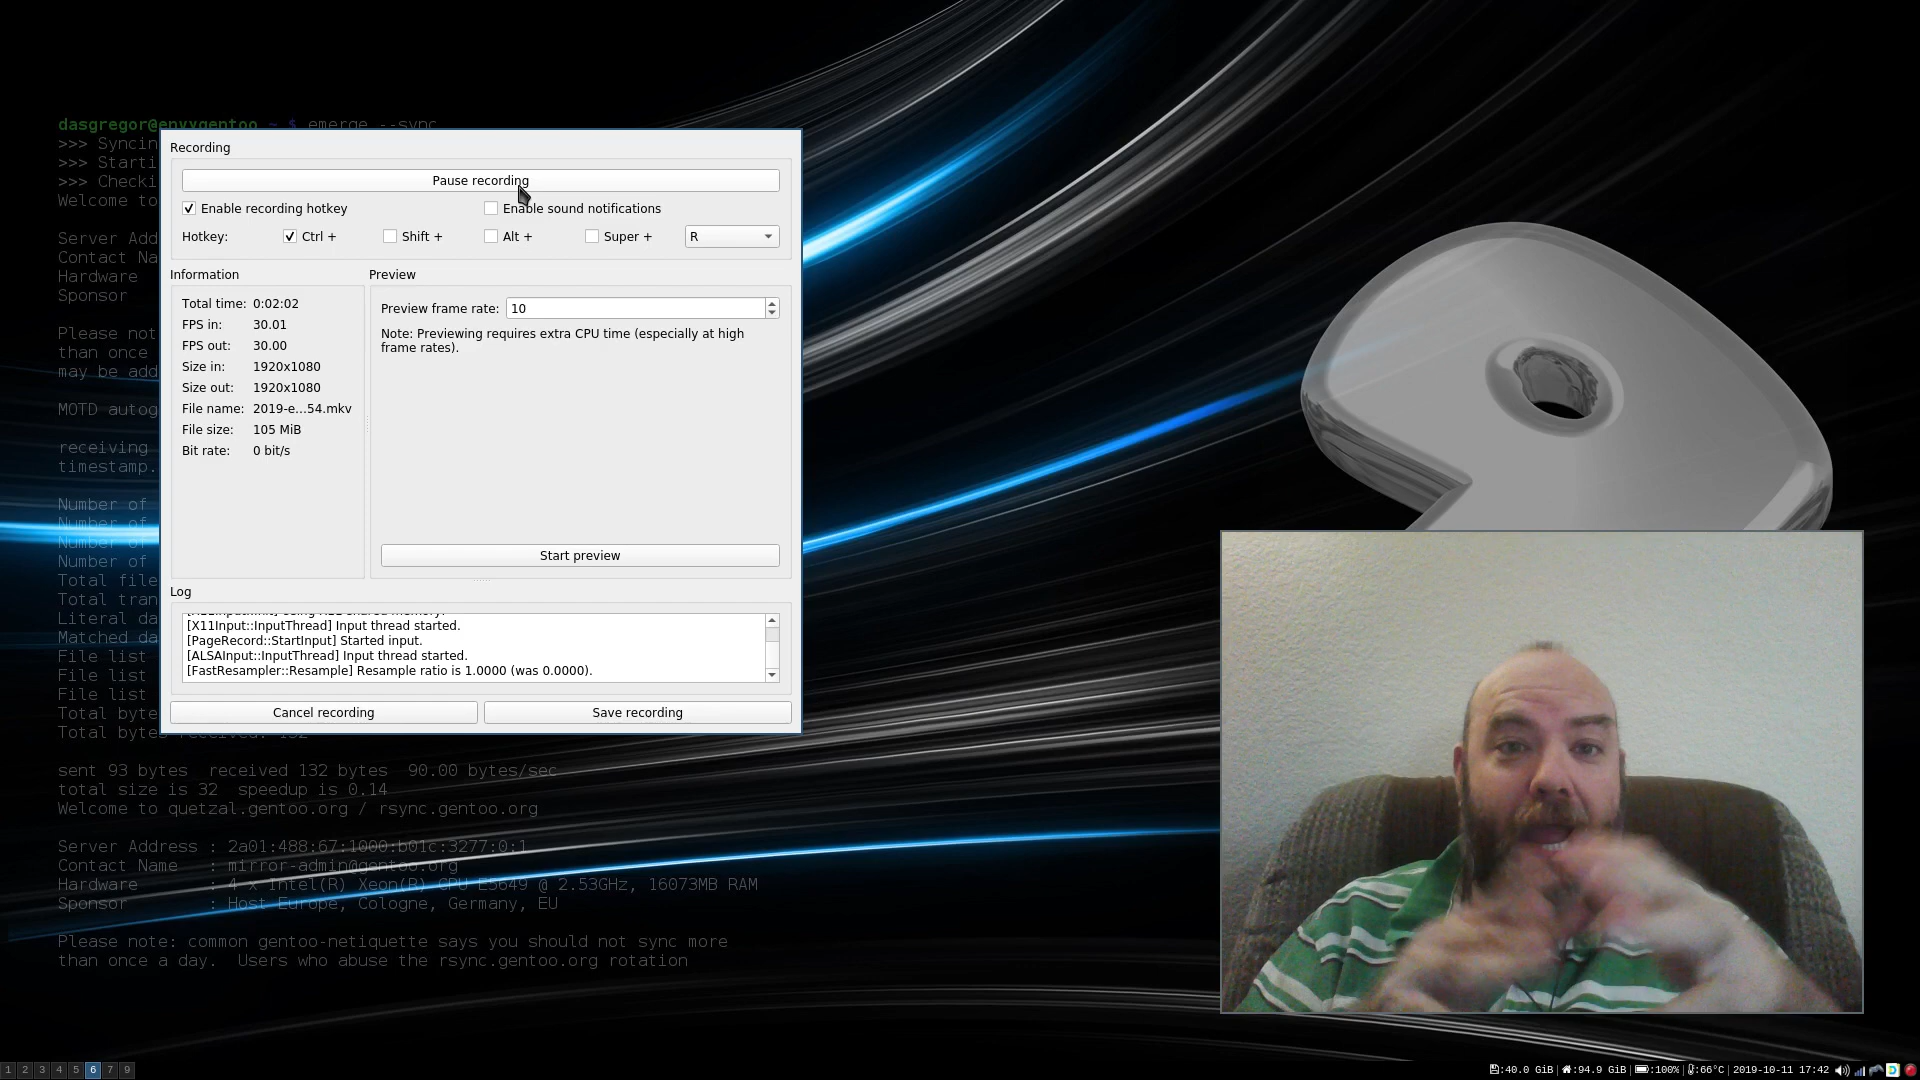 dasgregor@envygentoo ~ $ emerge --sync
>>> Syncin
>>> Starti
>>> Checki
Welcome to
Server Add
Contact Na
Hardware
Sponsor
Please not
than once
may be add
MOTD autog
receiving
timestamp.
Number of
Number of
Number of
Number of
Total file
Total tran
Literal da
Matched da
File list
File list
File list
Total byte
Total bytes received: 132
sent 93 bytes  received 132 bytes  90.00 bytes/sec
total size is 32  speedup is 0.14
Welcome to quetzal.gentoo.org / rsync.gentoo.org
Server Address : 2a01:488:67:1000:b01c:3277:0:1
Contact Name   : mirror-admin@gentoo.org
Hardware       : 4 x Intel(R) Xeon(R) CPU E5649 @ 2.53GHz, 16073MB RAM
Sponsor        : Host Europe, Cologne, Germany, EU
Please note: common gentoo-netiquette says you should not sync more
than once a day.  Users who abuse the rsync.gentoo.org rotation
Recording
Pause recording
Enable recording hotkey
Enable sound notifications
Hotkey: Ctrl + Shift + Alt + Super + R
Information
Total time: 0:02:02
FPS in: 30.01
FPS out: 30.00
Size in: 1920x1080
Size out: 1920x1080
File name: 2019-e...54.mkv
File size: 105 MiB
Bit rate: 0 bit/s
Preview
Preview frame rate: 10
Note: Previewing requires extra CPU time (especially at high
frame rates).
Start preview
Log
[X11Input::InputThread] Input thread started.
[PageRecord::StartInput] Started input.
[ALSAInput::InputThread] Input thread started.
[FastResampler::Resample] Resample ratio is 1.0000 (was 0.0000).
Cancel recording
Save recording
1 2 3 4 5 6 7 9
:40.0 GiB :94.9 GiB :100% :66°C 2019-10-11 17:42